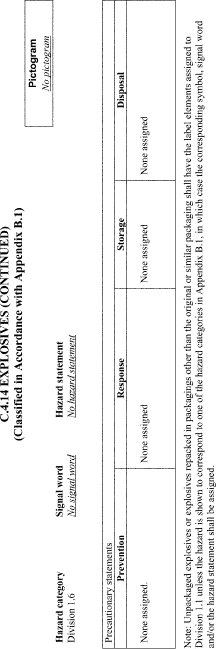 C.4.14 EXPLOSIVES (CONTINUED)
(Classified in Accordance with Appendix B.1)
Pictogram
No pictogram
Hazard category
Signal word
Hazard statement
Division 1.6
No signal word
No hazard statement
Precautionary statements
Prevention
Response
Storage
Disposal
None assigned.
None assigned
None assigned
None assigned
Note: Unpackaged explosives or explosives repacked in packagings other than the original or similar packaging shall have the label elements assigned to
Division 1.1 unless the hazard is shown to correspond to one of the hazard categories in Appendix B.1, in which case the corresponding symbol, signal word
and/or the hazard statement shall be assigned.